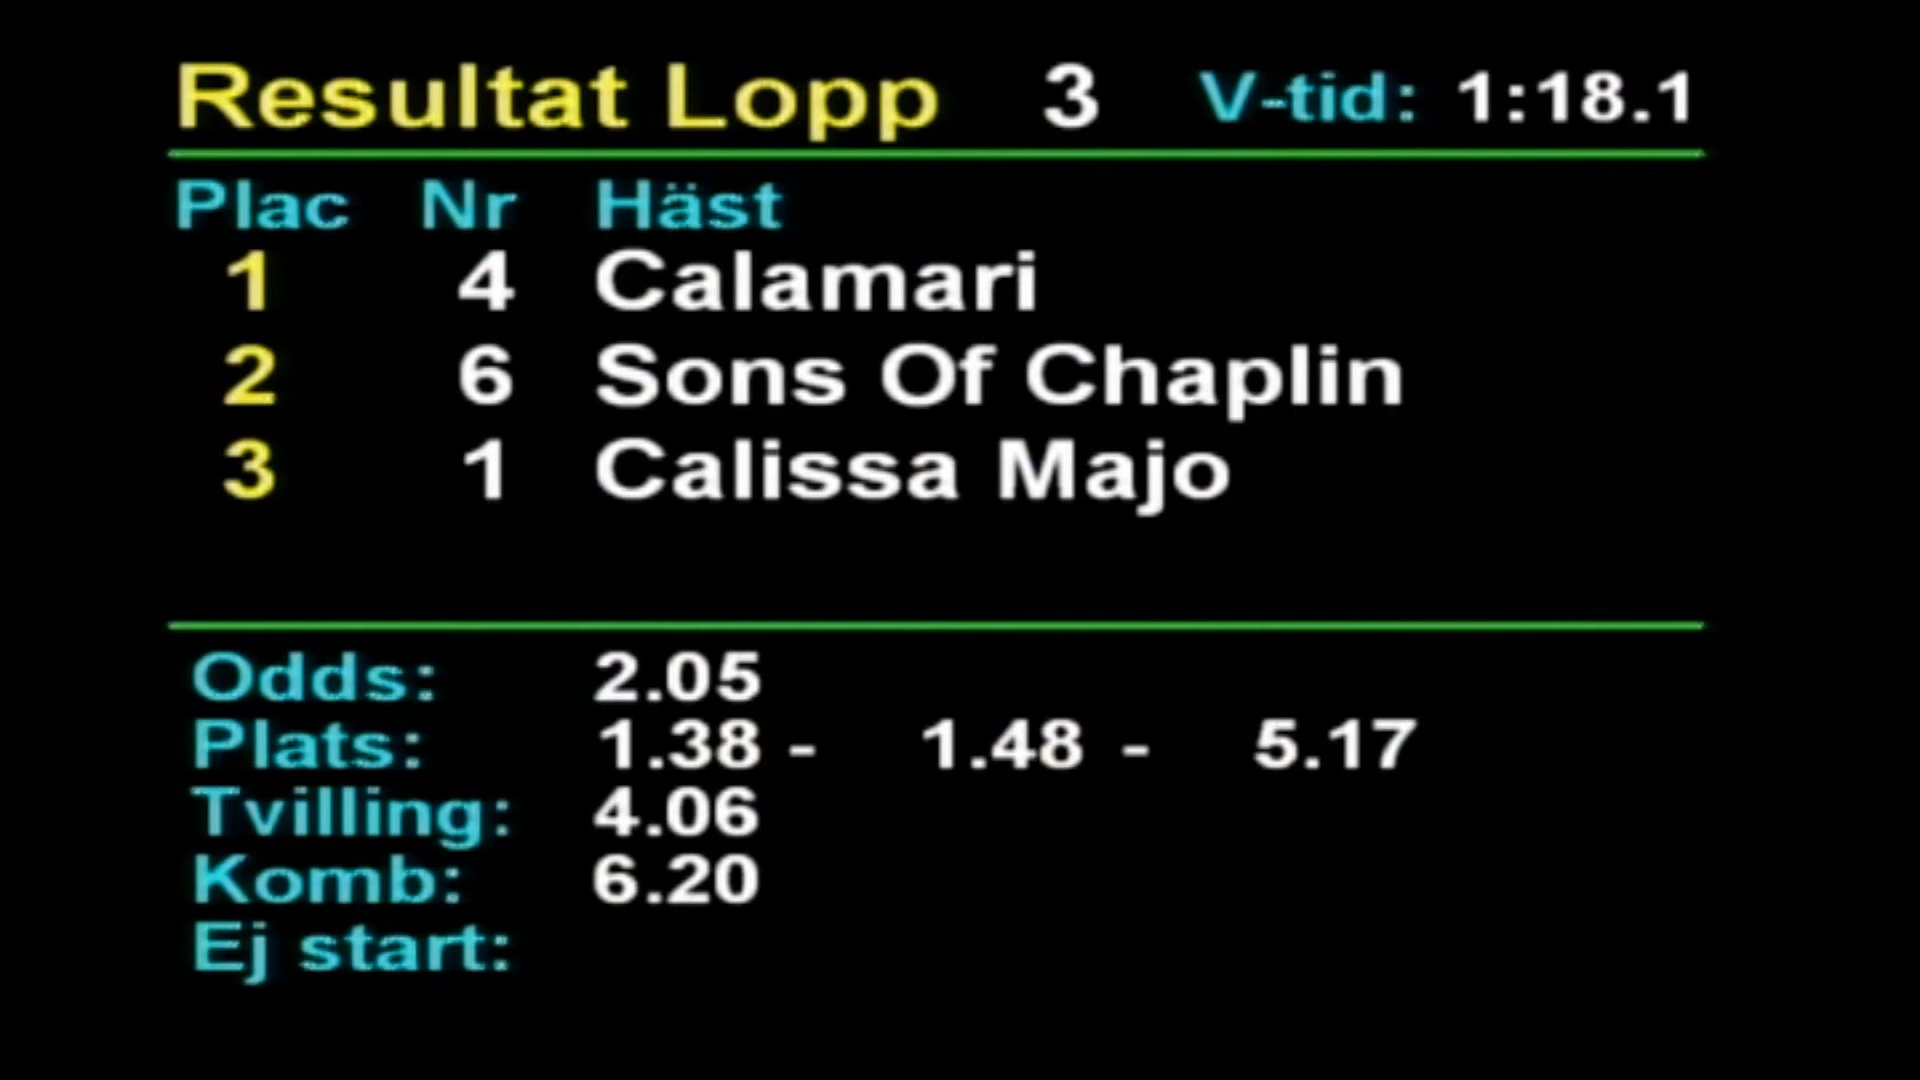 Resultat Lopp 3 V-tid: 1:18.1
Plac Nr Häst
1 4 Calamari
2 6 Sons Of Chaplin
3 1 Calissa Majo
Odds: 2.05
Plats: 1.38 - 1.48 - 5.17
Tvilling: 4.06
Komb: 6.20
Ej start: